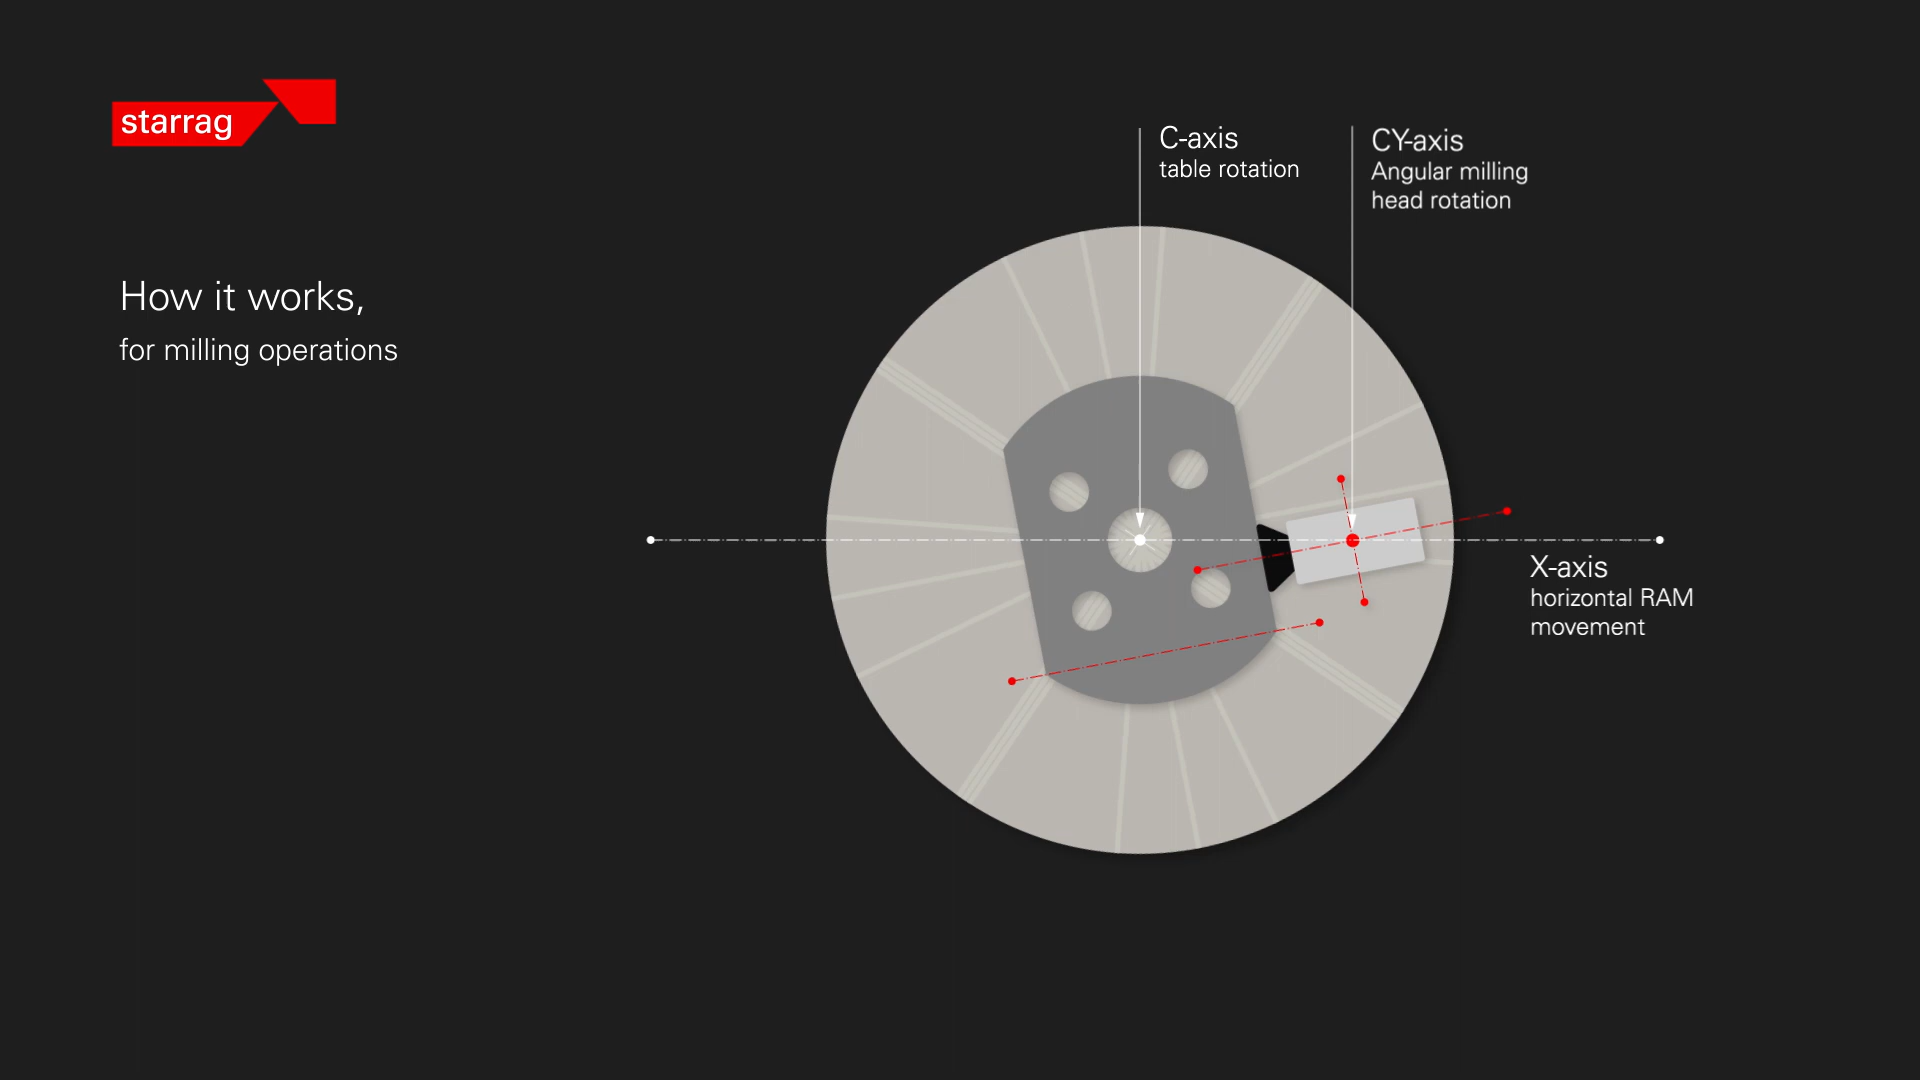 starrag
How it works,
for milling operations
C-axis
table rotation
CY-axis
Angular milling
head rotation
X-axis
horizontal RAM
movement